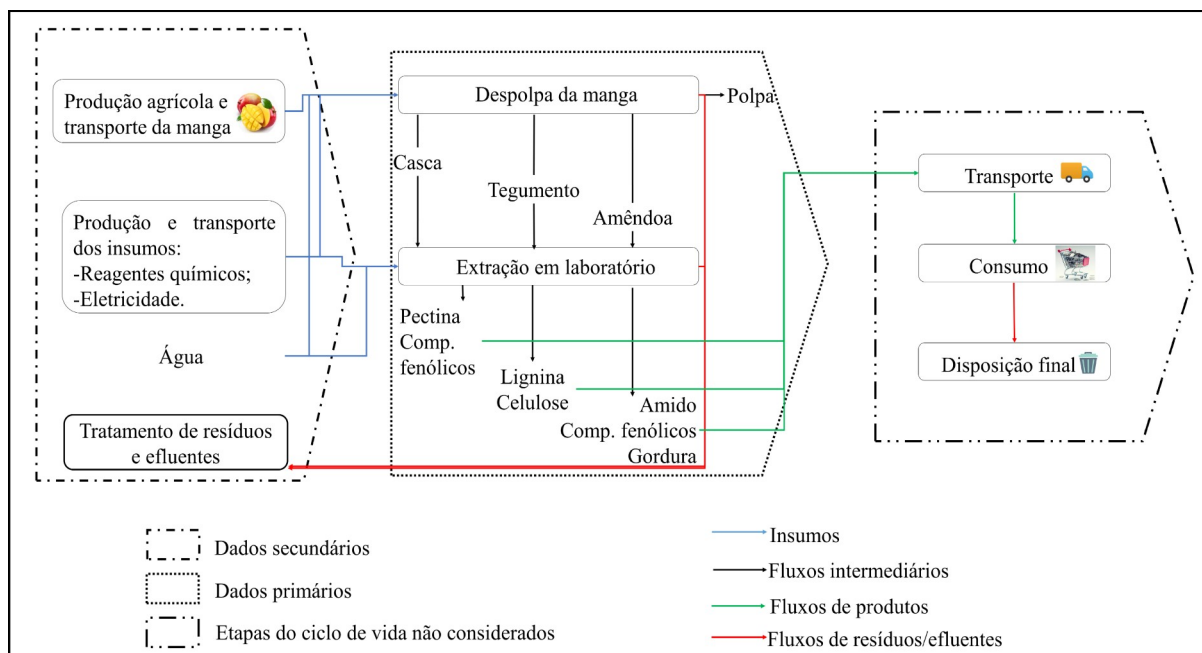 Produção agrícola e
transporte da manga
Produção e transporte
dos insumos:
-Reagentes químicos;
-Eletricidade.
Água
Tratamento de resíduos
e efluentes
Despolpa da manga
Polpa
Casca
Tegumento
Amêndoa
Extração em laboratório
Pectina
Comp.
fenólicos
Lignina
Celulose
Amido
Comp. fenólicos
Gordura
Transporte
Consumo
Disposição final
Dados secundários
Dados primários
Etapas do ciclo de vida não considerados
Insumos
Fluxos intermediários
Fluxos de produtos
Fluxos de resíduos/efluentes